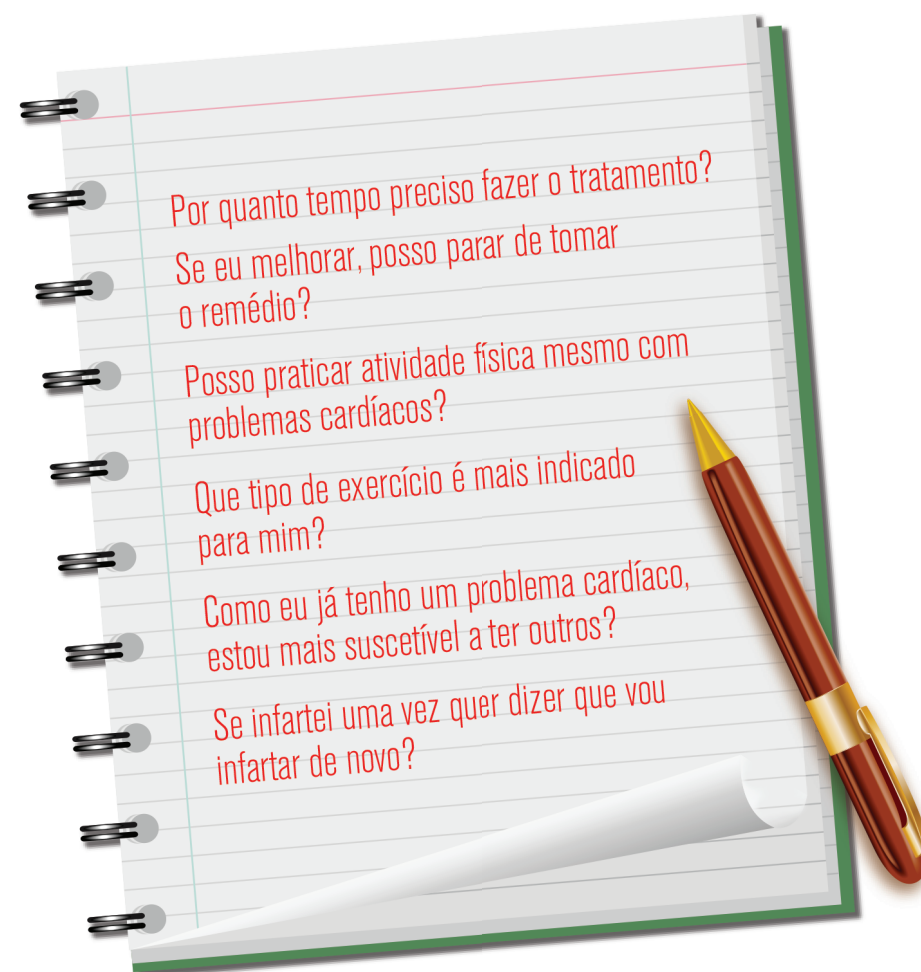 Por quanto tempo preciso fazer o tratamento?
Se eu melhorar, posso parar de tomar
o remédio?
Posso praticar atividade física mesmo com
problemas cardíacos?
Que tipo de exercício é mais indicado
para mim?
Como eu já tenho um problema cardíaco,
estou mais suscetível a ter outros?
Se infartei uma vez quer dizer que vou
infartar de novo?